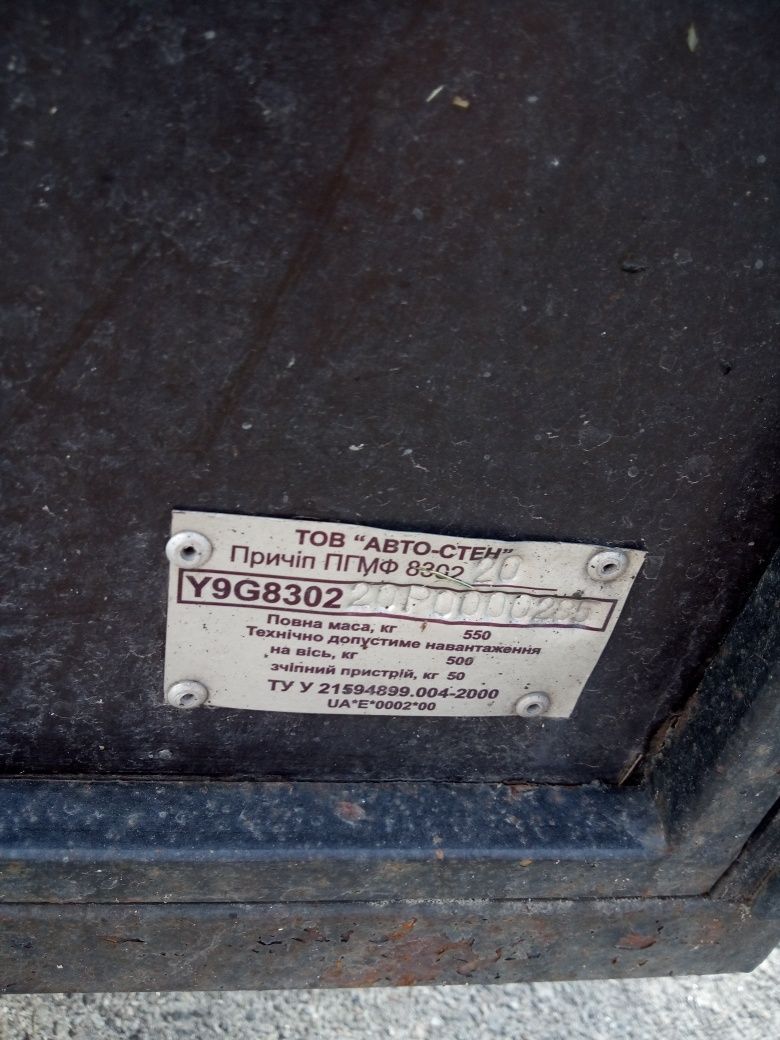 ТОВ "АВТО-СТЕН"
Причіп ПГМФ 8302 20
Y9G8302
Повна маса, кг 550
Технічно допустиме навантаження
на вісь, кг 500
зчіпний пристрій, кг 50
ТУ У 21594899.004-2000
UA*E*0002*00